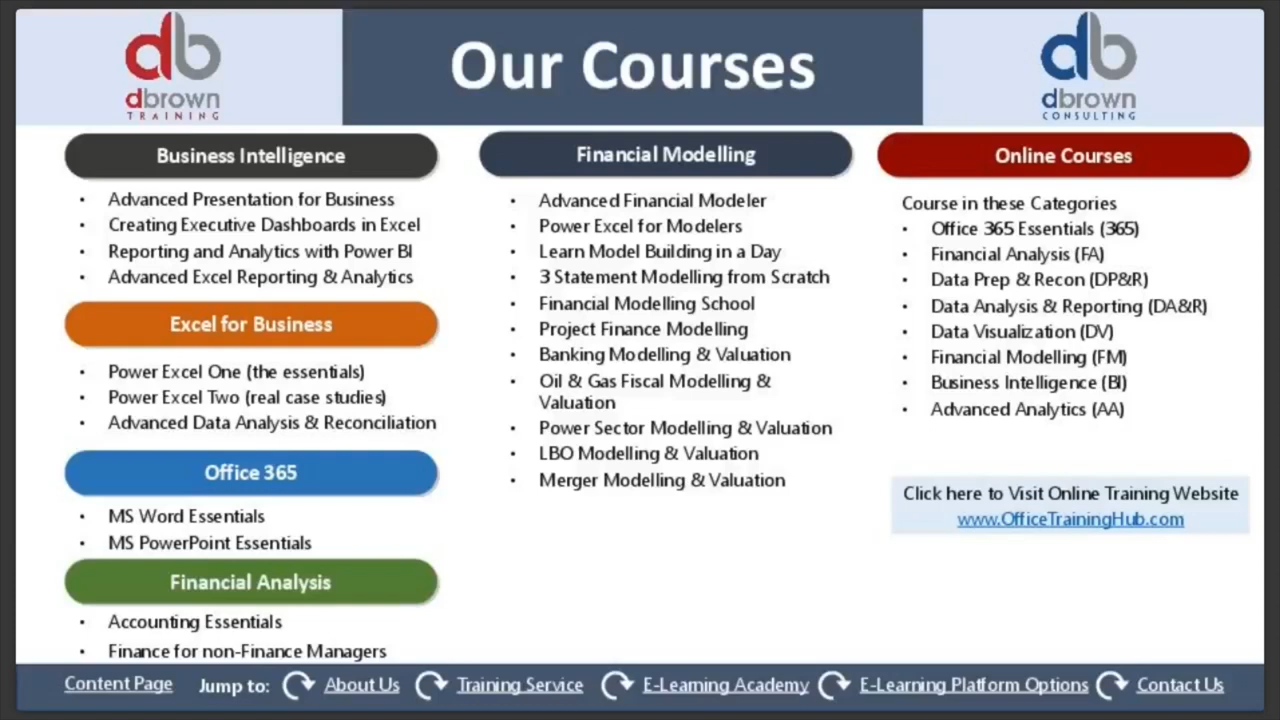 db
dbrown
TRAINING
Our Courses
db
dbrown
CONSULTING
Business Intelligence
• Advanced Presentation for Business
• Creating Executive Dashboards in Excel
• Reporting and Analytics with Power BI
• Advanced Excel Reporting & Analytics
Excel for Business
• Power Excel One (the essentials)
• Power Excel Two (real case studies)
• Advanced Data Analysis & Reconciliation
Office 365
• MS Word Essentials
• MS PowerPoint Essentials
Financial Analysis
• Accounting Essentials
• Finance for non-Finance Managers
Financial Modelling
• Advanced Financial Modeler
• Power Excel for Modelers
• Learn Model Building in a Day
• 3 Statement Modelling from Scratch
• Financial Modelling School
• Project Finance Modelling
• Banking Modelling & Valuation
• Oil & Gas Fiscal Modelling &
Valuation
• Power Sector Modelling & Valuation
• LBO Modelling & Valuation
• Merger Modelling & Valuation
Online Courses
Course in these Categories
• Office 365 Essentials (365)
• Financial Analysis (FA)
• Data Prep & Recon (DP&R)
• Data Analysis & Reporting (DA&R)
• Data Visualization (DV)
• Financial Modelling (FM)
• Business Intelligence (BI)
• Advanced Analytics (AA)
Click here to Visit Online Training Website
www.OfficeTrainingHub.com
Content Page Jump to: About Us Training Service E-Learning Academy E-Learning Platform Options Contact Us